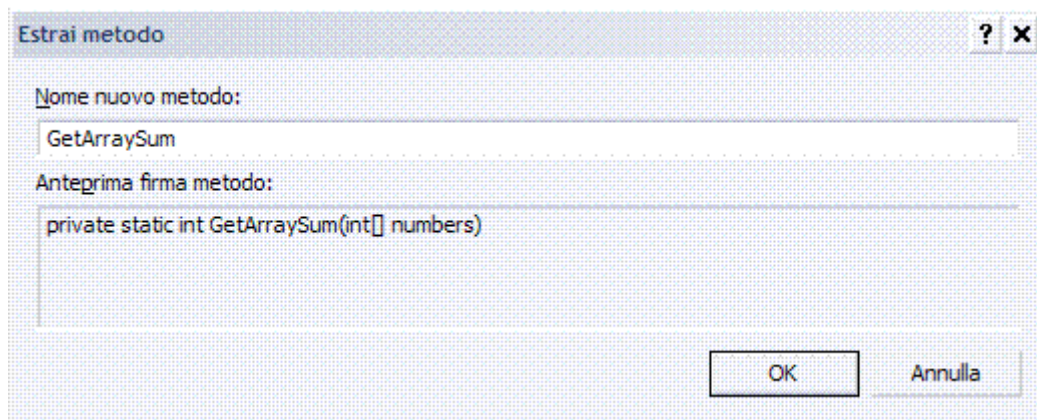 Estrai metodo
Nome nuovo metodo:
GetArraySum
Anteprima firma metodo:
private static int GetArraySum(int[] numbers)
OK Annulla